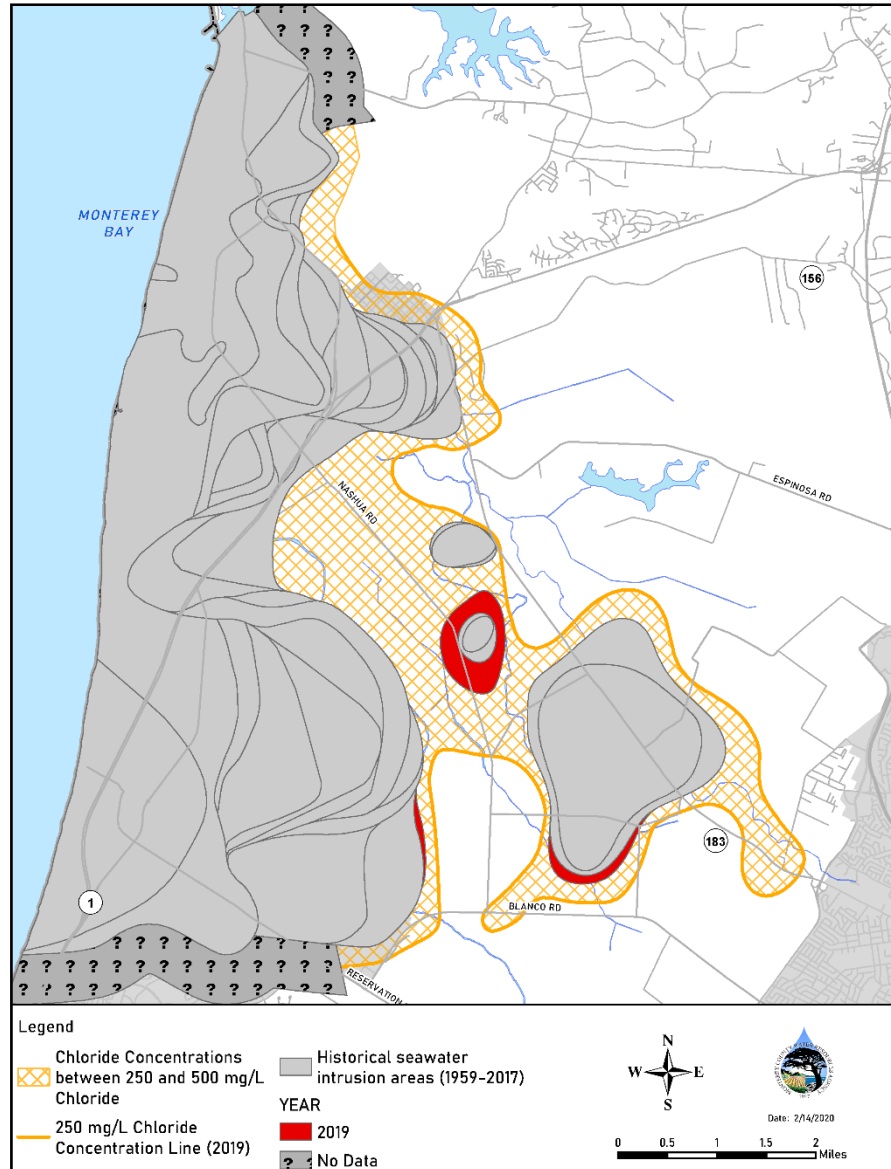 MONTEREY
BAY
156
ESPINOSA RD
NASHUA RD
183
1
BLANCO RD
RESERVATION
Legend
Chloride Concentrations
between 250 and 500 mg/L
Chloride
250 mg/L Chloride
Concentration Line (2019)
Historical seawater
intrusion areas (1959-2017)
YEAR
2019
? ? No Data
N
W E
S
Date: 2/14/2020
0 0.5 1 1.5 2
Miles